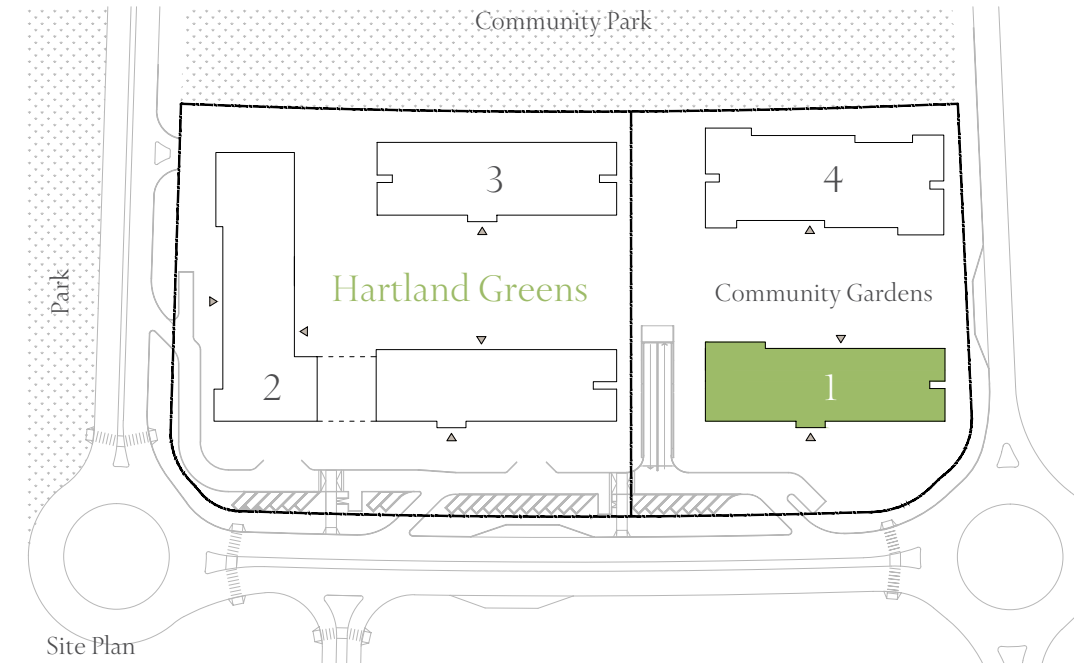 Community Park
3
4
Park
Hartland Greens
Community Gardens
2
1
Site Plan